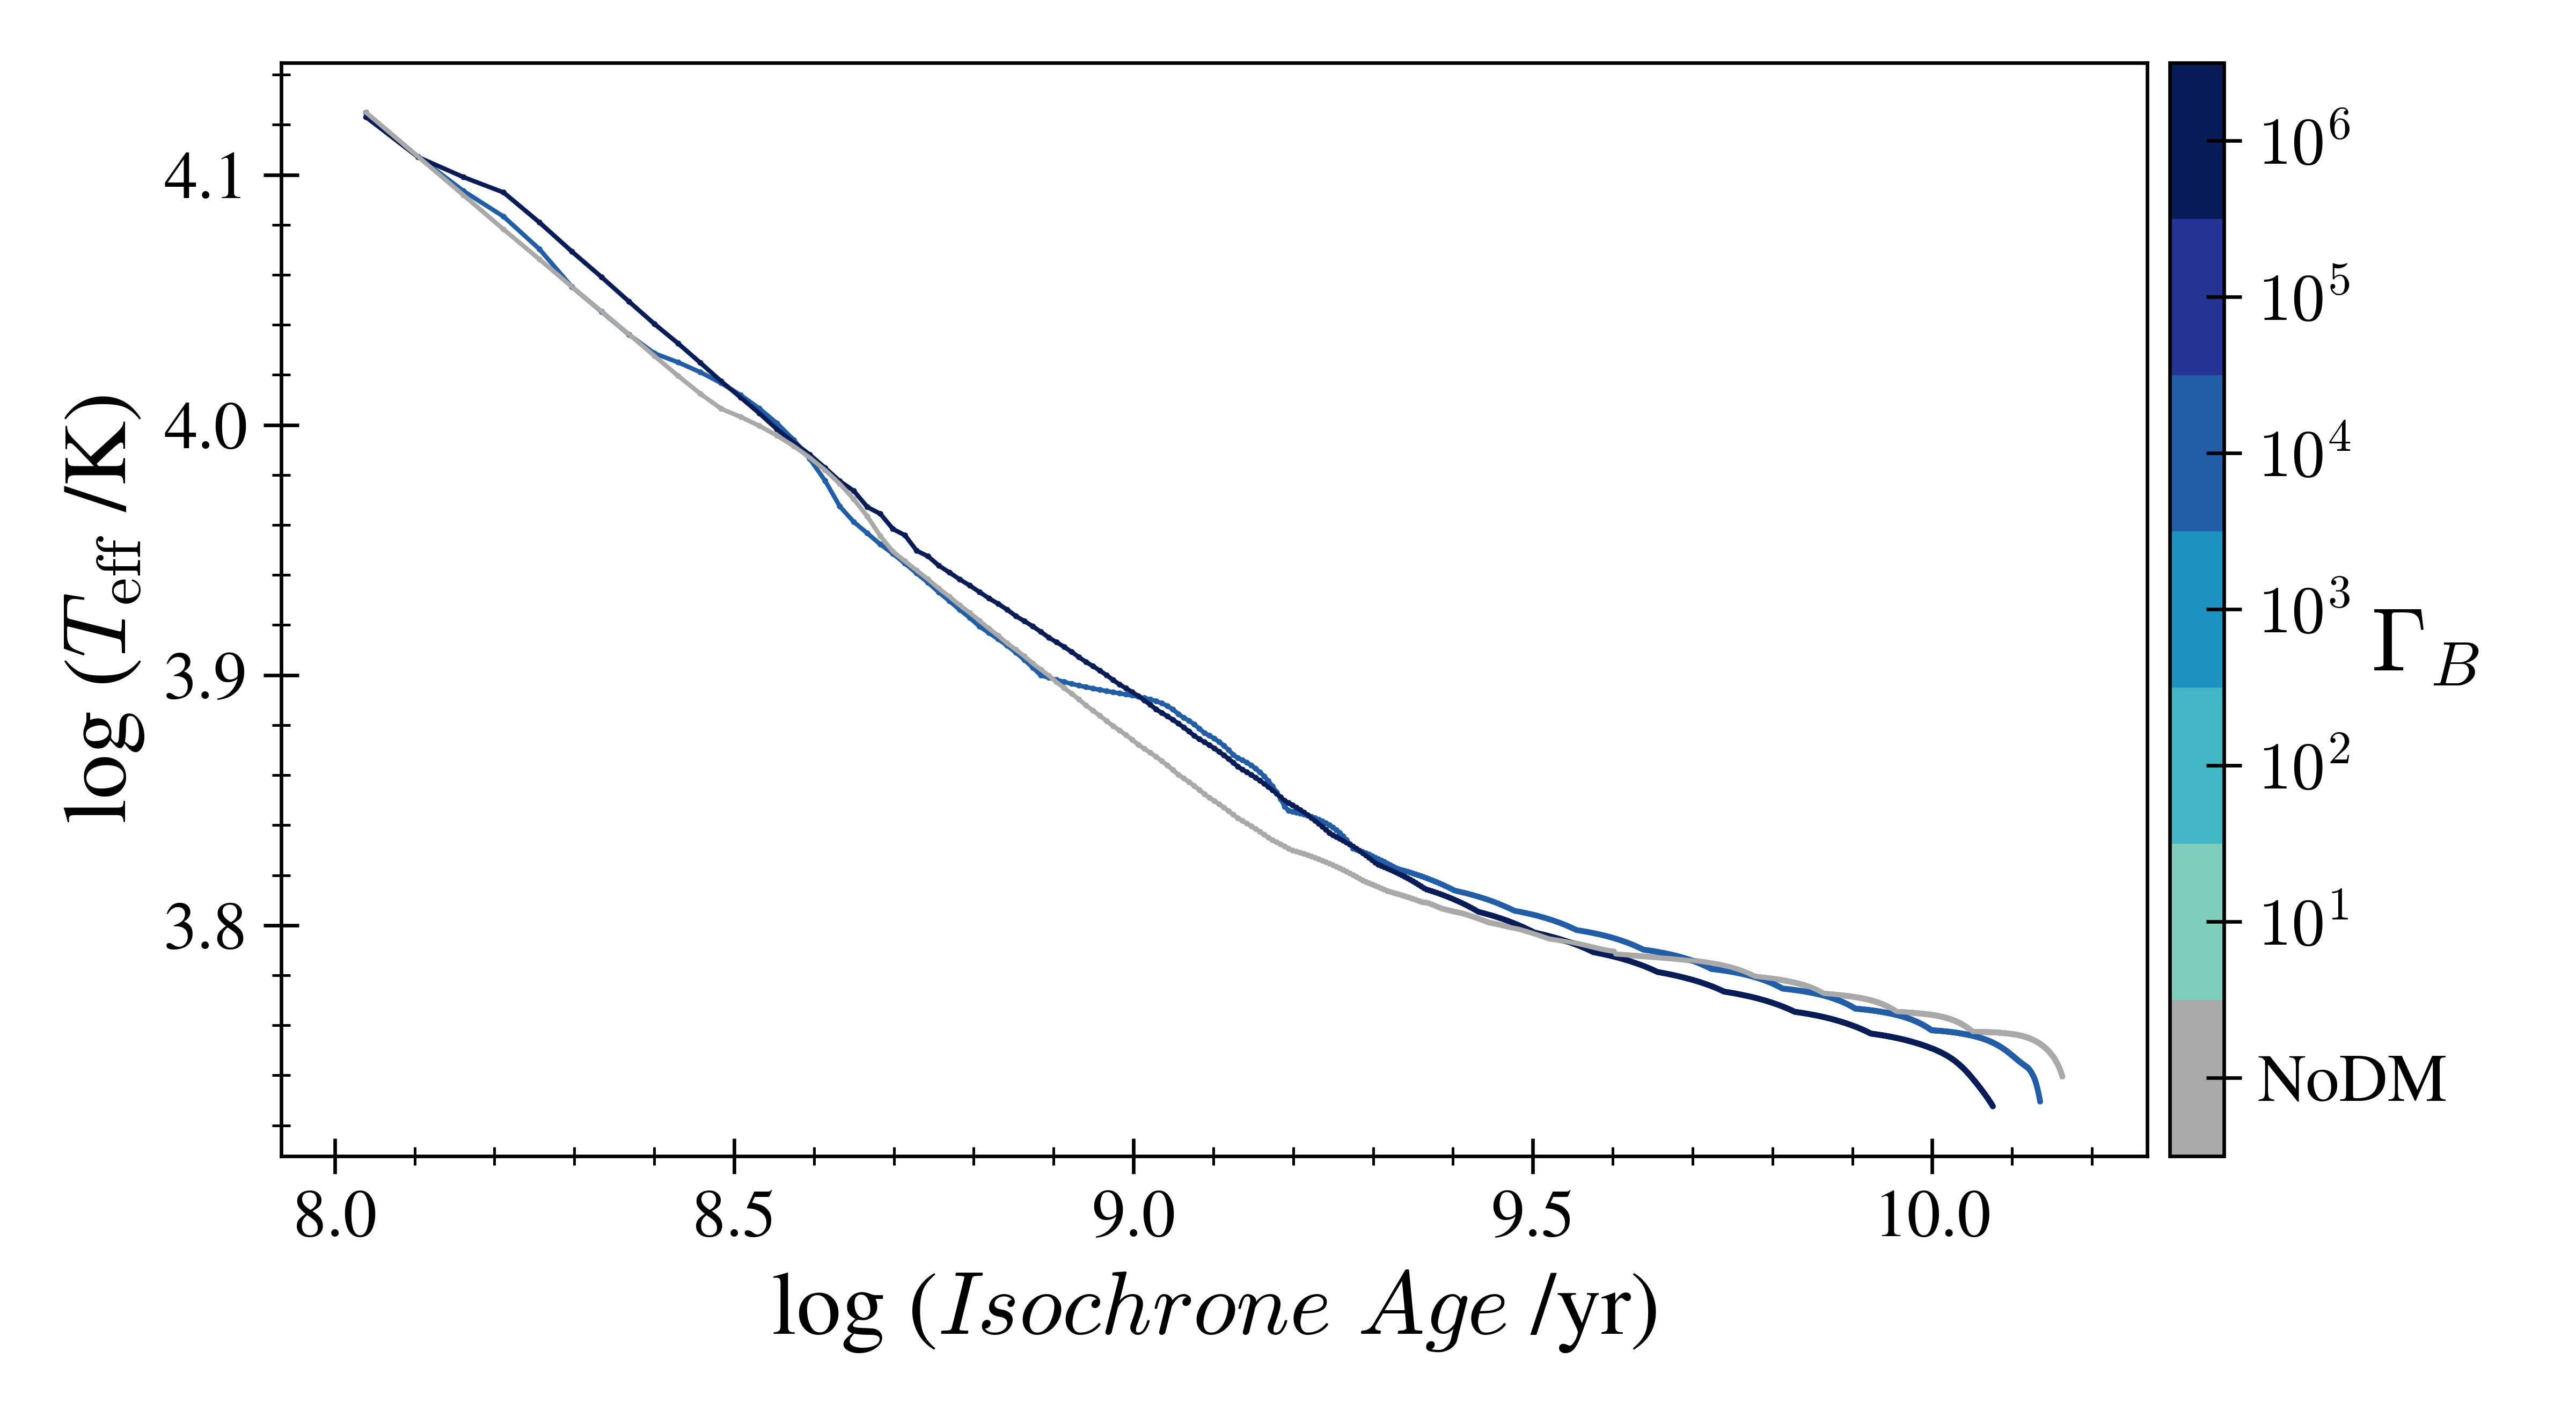 log (T_eff /K)
4.1
4.0
3.9
3.8
8.0 8.5 9.0 9.5 10.0
log (Isochrone Age /yr)
10^6
10^5
10^4
10^3
10^2
10^1
NoDM
Γ_B